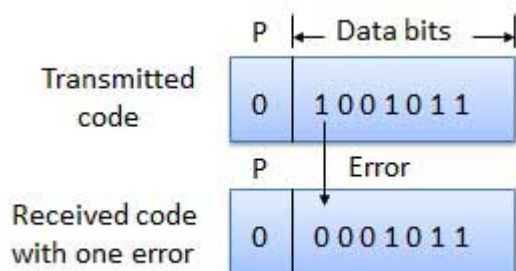 P Data bits
Transmitted
code
0 1001011
P Error
Received code
with one error
0 0001011